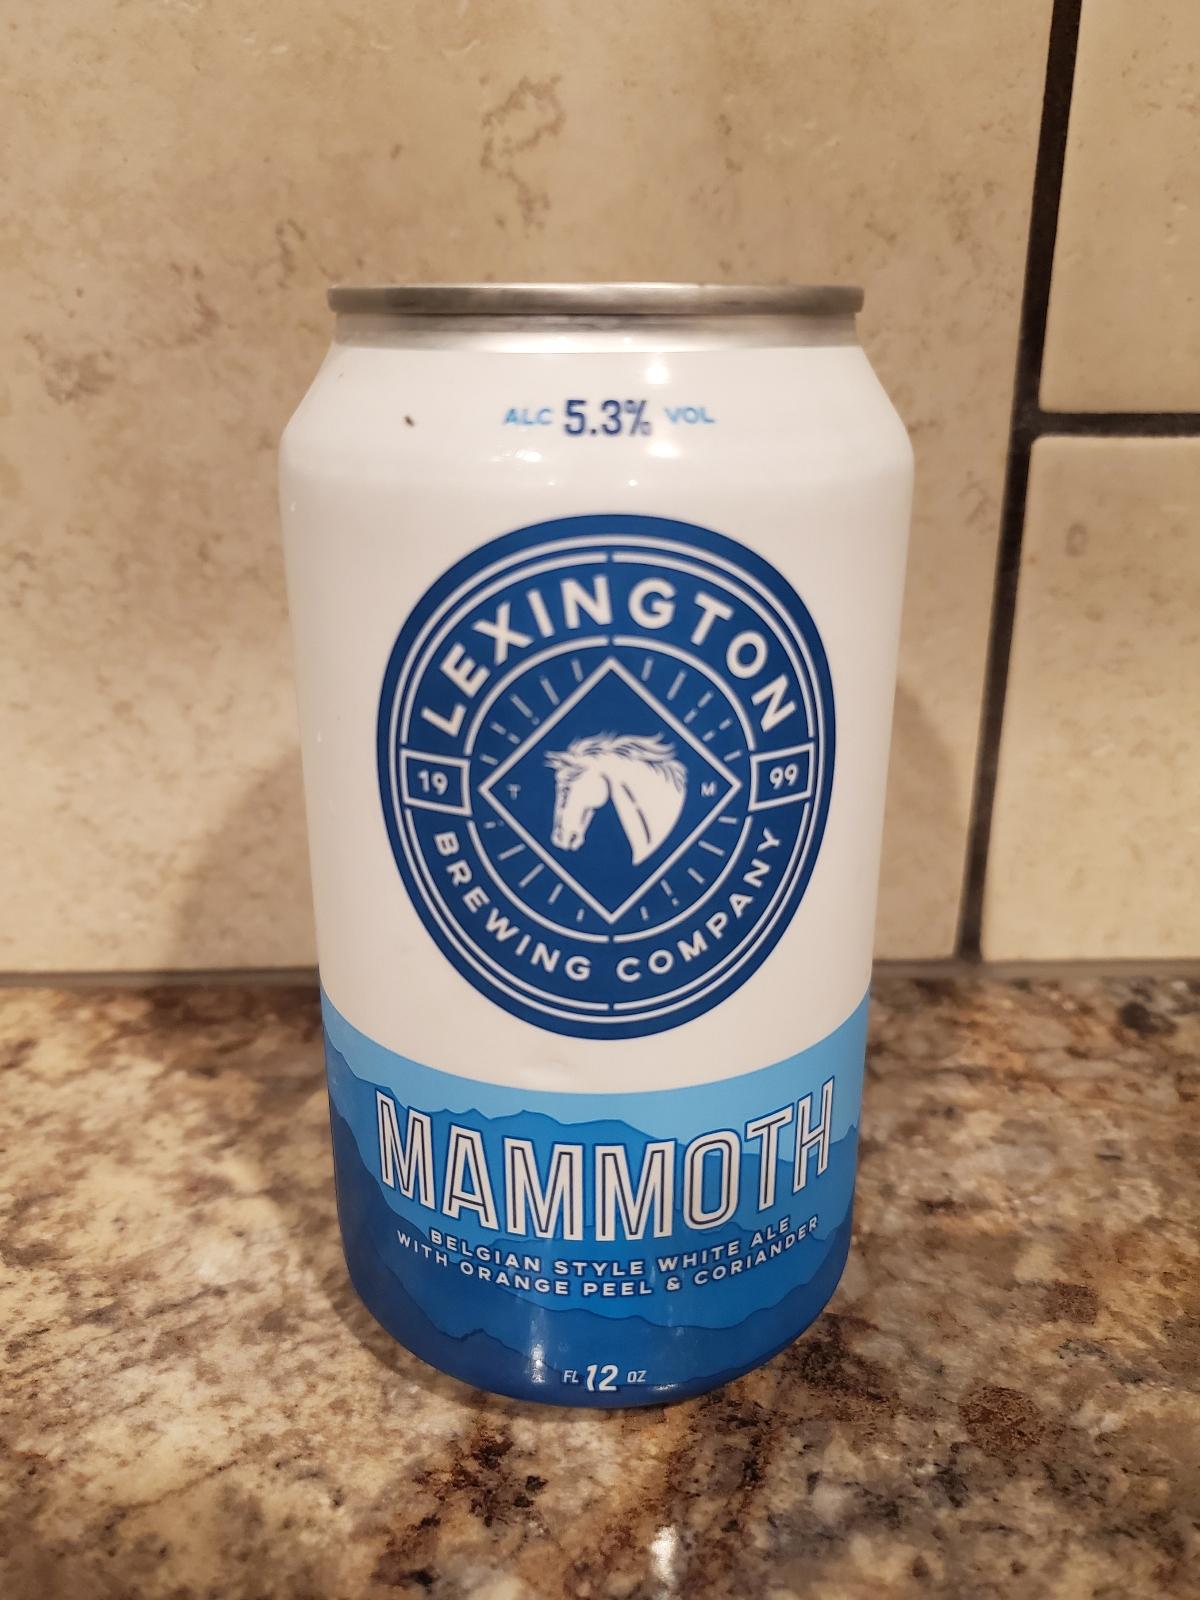 ALC 5.3% VOL
LEXINGTON
19 99
T M
BREWING COMPANY
MAMMOTH
BELGIAN STYLE WHITE ALE
WITH ORANGE PEEL & CORIANDER
FL 12 OZ